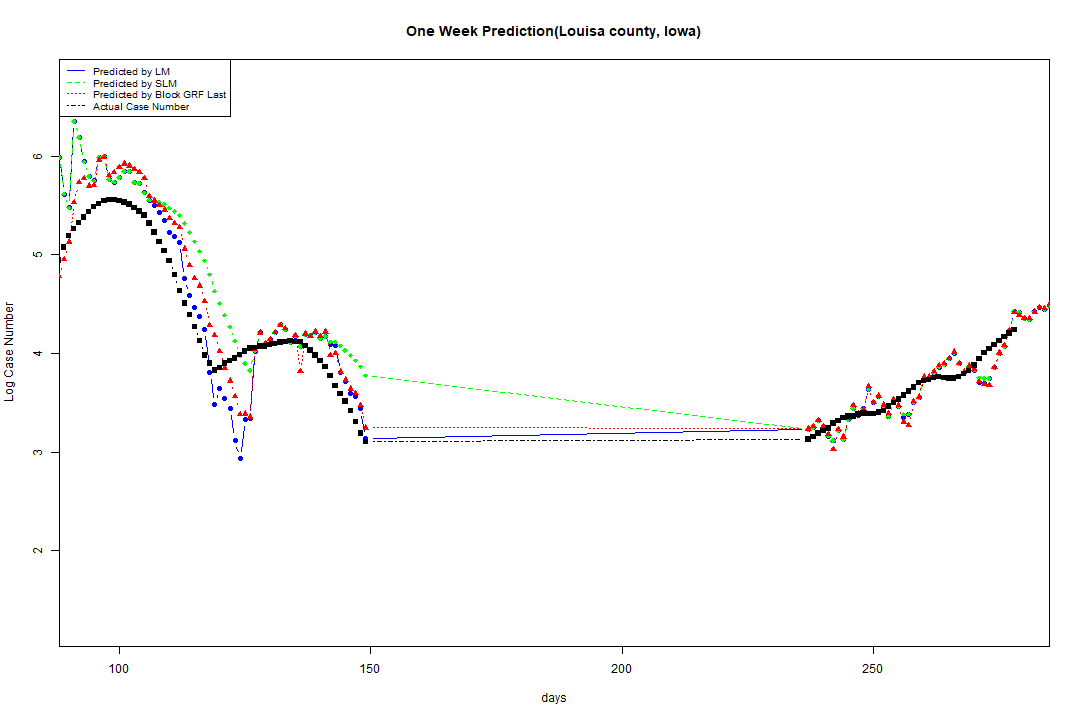 One Week Prediction(Louisa county, Iowa)
Predicted by LM
Predicted by SLM
Predicted by Block GRF Last
Actual Case Number
Log Case Number
6
5
4
3
2
100
150
200
250
days